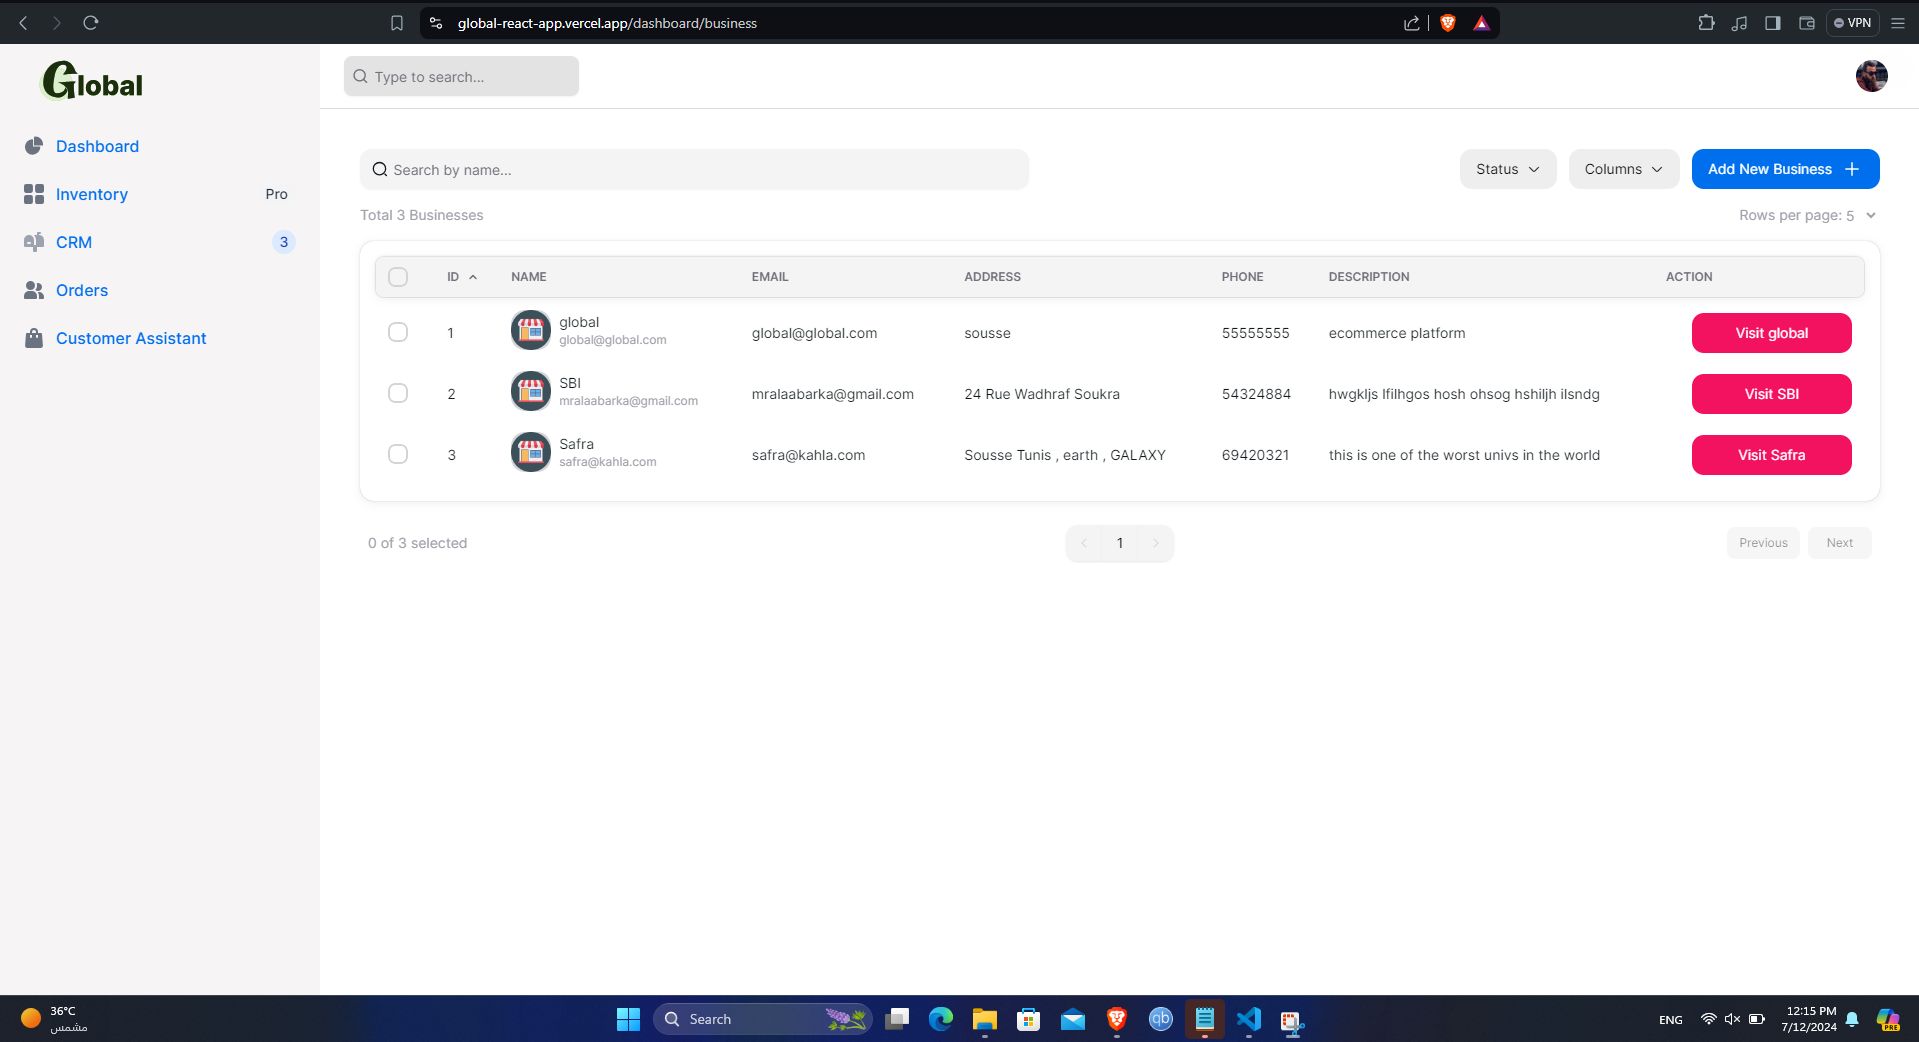 global-react-app.vercel.app/dashboard/business
VPN
Global
Type to search...
Dashboard
Inventory Pro
CRM 3
Orders
Customer Assistant
Search by name...
Status
Columns
Add New Business
Total 3 Businesses
Rows per page: 5
ID NAME EMAIL ADDRESS PHONE DESCRIPTION ACTION
1 global global@global.com global@global.com sousse 55555555 ecommerce platform Visit global
2 SBI mralaabarka@gmail.com mralaabarka@gmail.com 24 Rue Wadhraf Soukra 54324884 hwgkljs lfilhgos hosh ohsog hshiljh ilsndg Visit SBI
3 Safra safra@kahla.com safra@kahla.com Sousse Tunis , earth , GALAXY 69420321 this is one of the worst univs in the world Visit Safra
0 of 3 selected
1
Previous
Next
36°C
مشمس
Search
qb
ENG
12:15 PM
7/12/2024
PRE